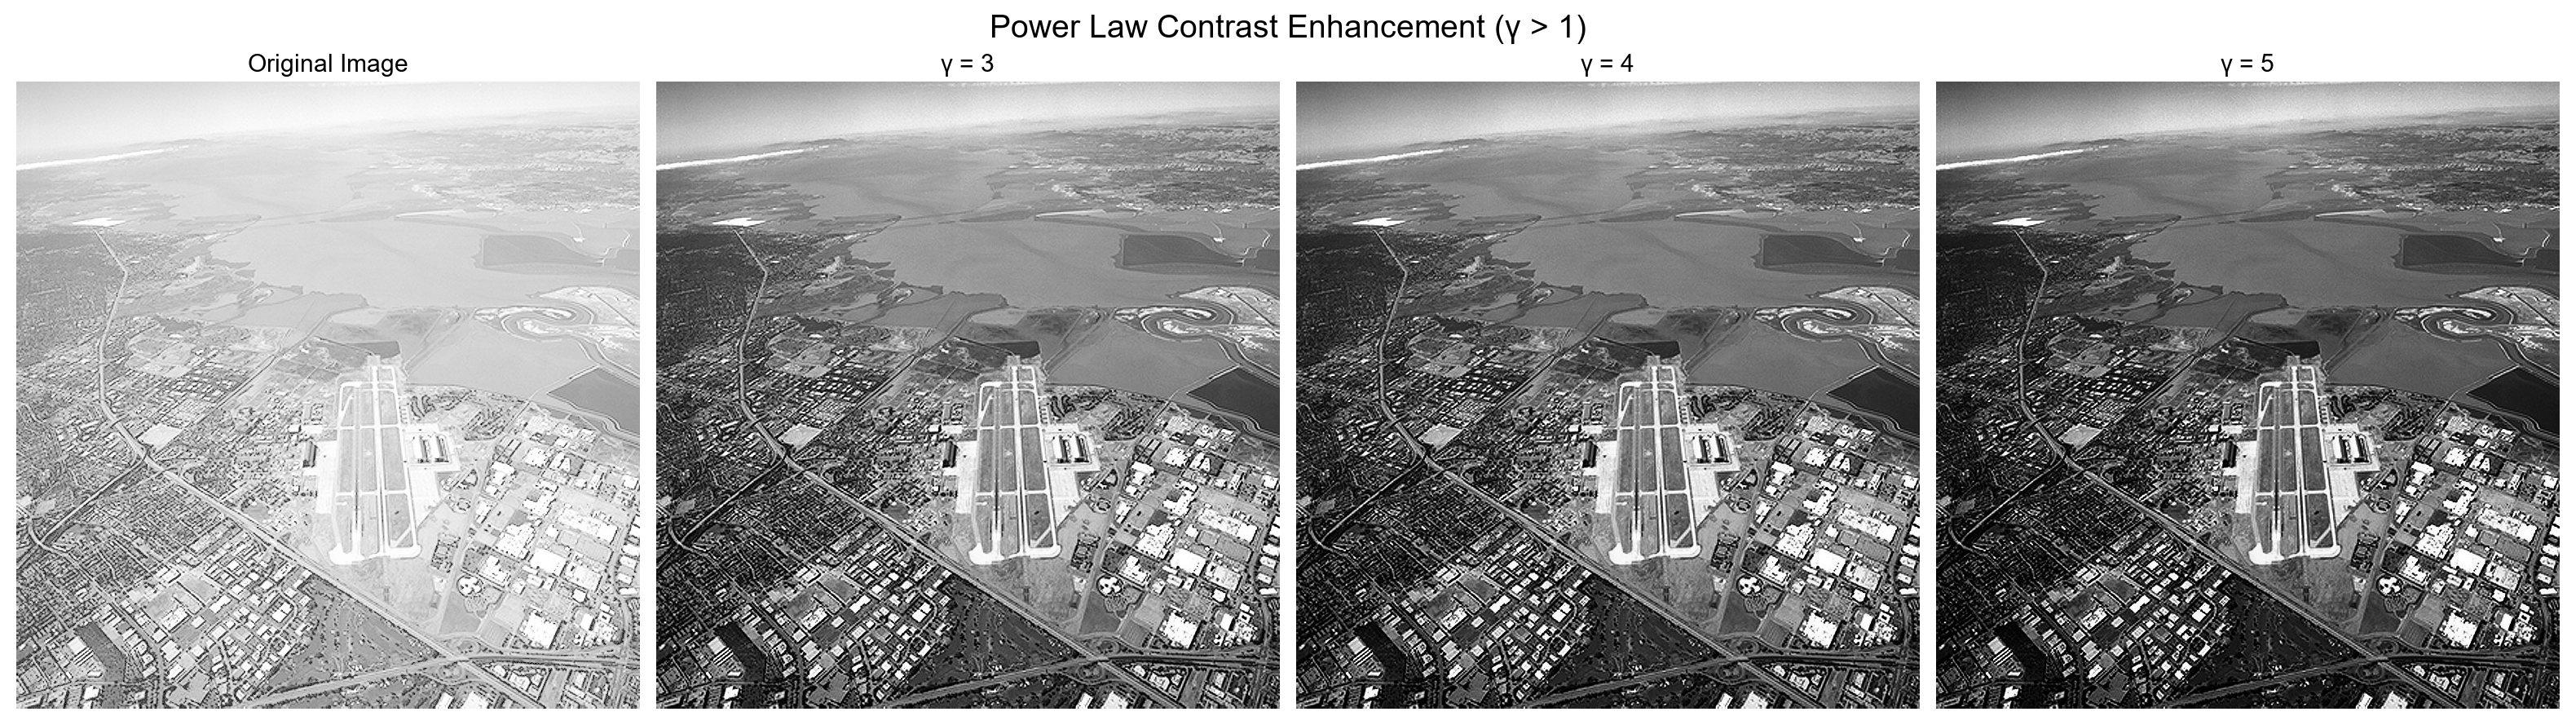 Power Law Contrast Enhancement (γ > 1)
Original Image
γ = 3
γ = 4
γ = 5